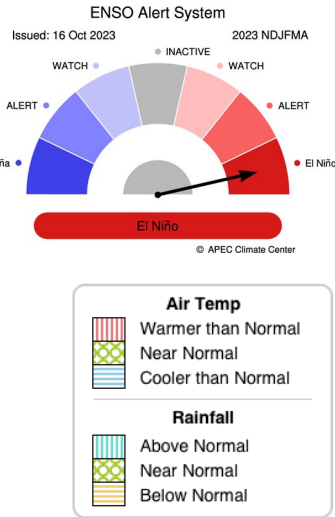 ENSO Alert System
Issued: 16 Oct 2023 2023 NDJFMA
INACTIVE
WATCH WATCH
ALERT ALERT
ña El Niño
El Niño
© APEC Climate Center
Air Temp
Warmer than Normal
Near Normal
Cooler than Normal
Rainfall
Above Normal
Near Normal
Below Normal